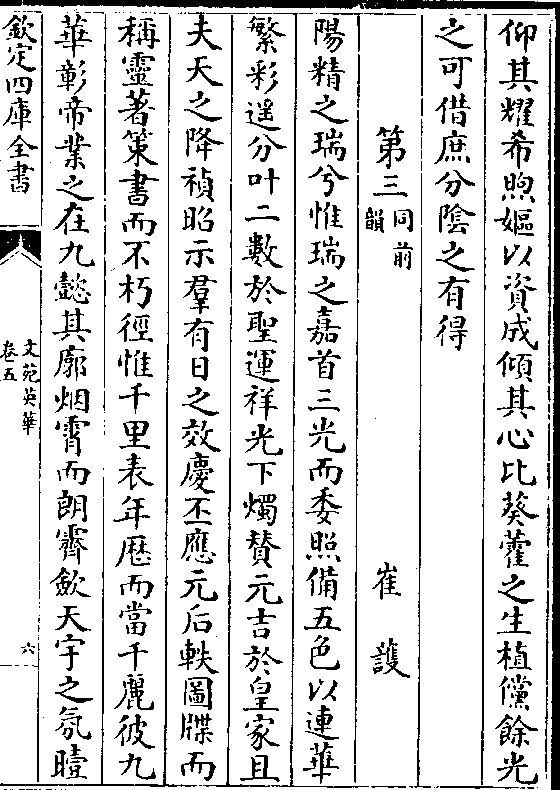 仰其耀希煦嫗以資成傾其心比葵藿之生植儻餘光
之可借庶分陰之有得
第三同前韻 崔護
陽精之瑞兮惟瑞之嘉首三光而委照備五色以連華
繁彩遥分叶二數於聖運祥光下燭賛元吉於皇家且
夫天之降禎昭示羣有日之效慶丕應元后軼圖牒而
稱靈著策書而不朽徑惟千里表年厯而當千麗彼九
華彰帝業之在九懿其廓烟霄而朗霽歛天宇之氛曀
欽定四庫全書
文苑英華
卷五
六